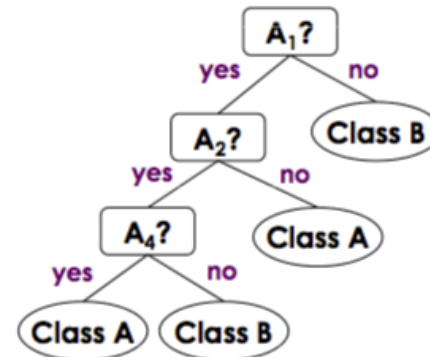 A₁?
yes
no
A₂?
Class B
yes
no
A₄?
Class A
yes
no
Class A
Class B